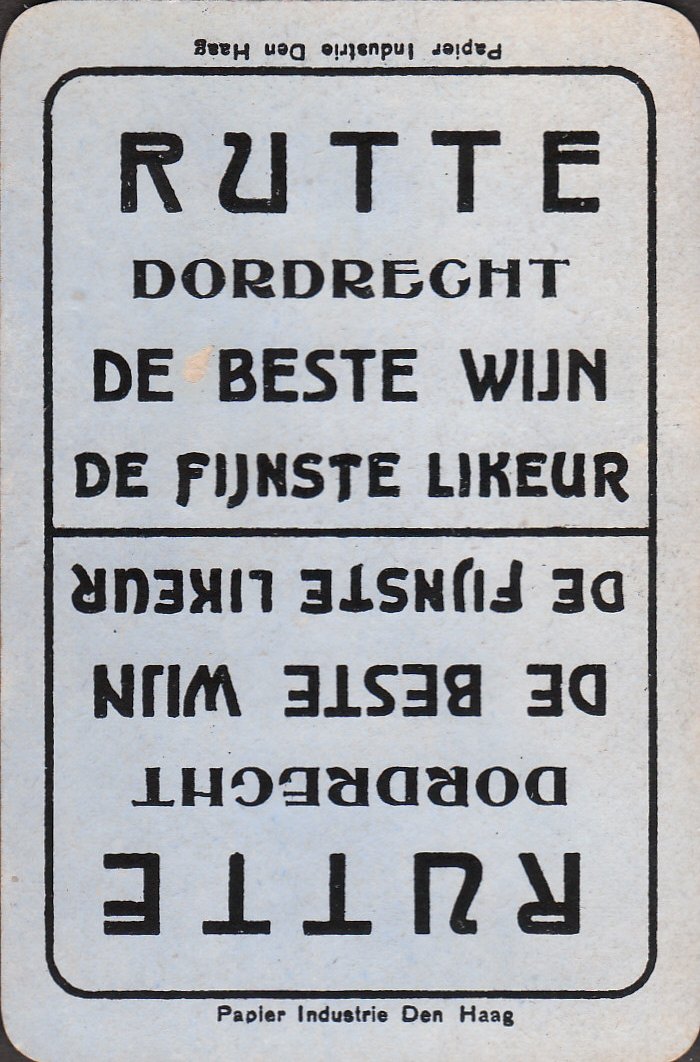 Papier Industrie Den Haag
RUTTE
DORDRECHT
DE BESTE WIJN
DE FIJNSTE LIKEUR
DE FIJNSTE LIKEUR
DE BESTE WIJN
DORDRECHT
RUTTE
Papier Industrie Den Haag